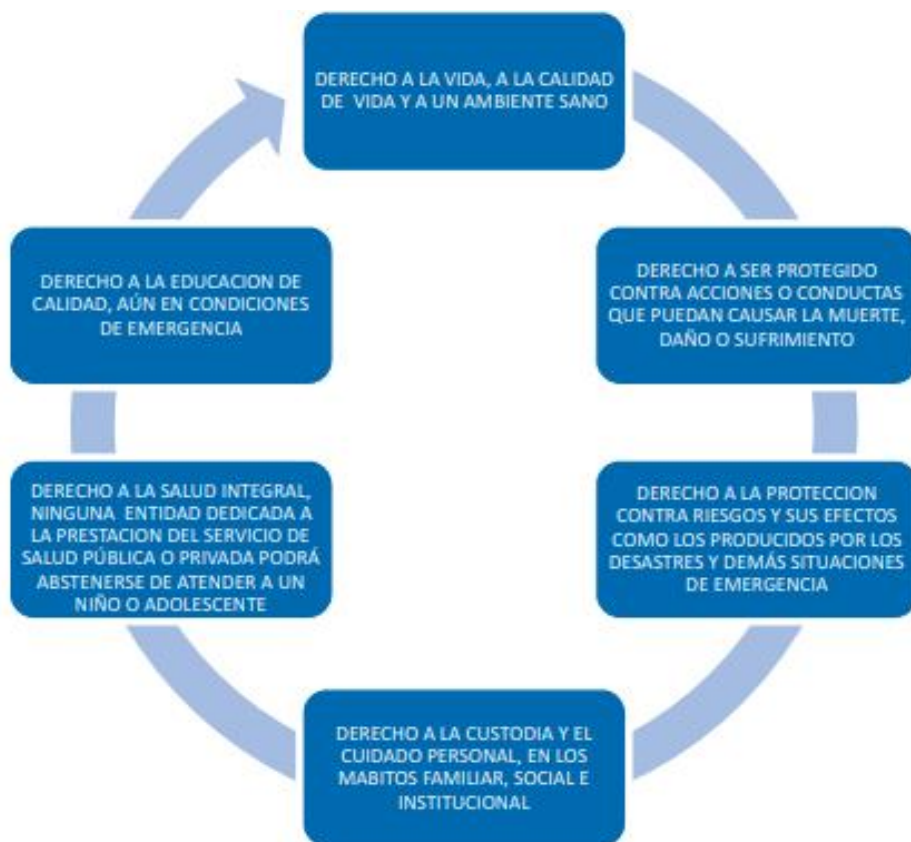 DERECHO A LA VIDA, A LA CALIDAD
DE VIDA Y A UN AMBIENTE SANO
DERECHO A SER PROTEGIDO
CONTRA ACCIONES O CONDUCTAS
QUE PUEDAN CAUSAR LA MUERTE,
DAÑO O SUFRIMIENTO
DERECHO A LA PROTECCION
CONTRA RIESGOS Y SUS EFECTOS
COMO LOS PRODUCIDOS POR LOS
DESASTRES Y DEMÁS SITUACIONES
DE EMERGENCIA
DERECHO A LA CUSTODIA Y EL
CUIDADO PERSONAL, EN LOS
MABITOS FAMILIAR, SOCIAL E
INSTITUCIONAL
DERECHO A LA SALUD INTEGRAL,
NINGUNA ENTIDAD DEDICADA A
LA PRESTACION DEL SERVICIO DE
SALUD PÚBLICA O PRIVADA PODRÁ
ABSTENERSE DE ATENDER A UN
NIÑO O ADOLESCENTE
DERECHO A LA EDUCACION DE
CALIDAD, AÚN EN CONDICIONES
DE EMERGENCIA